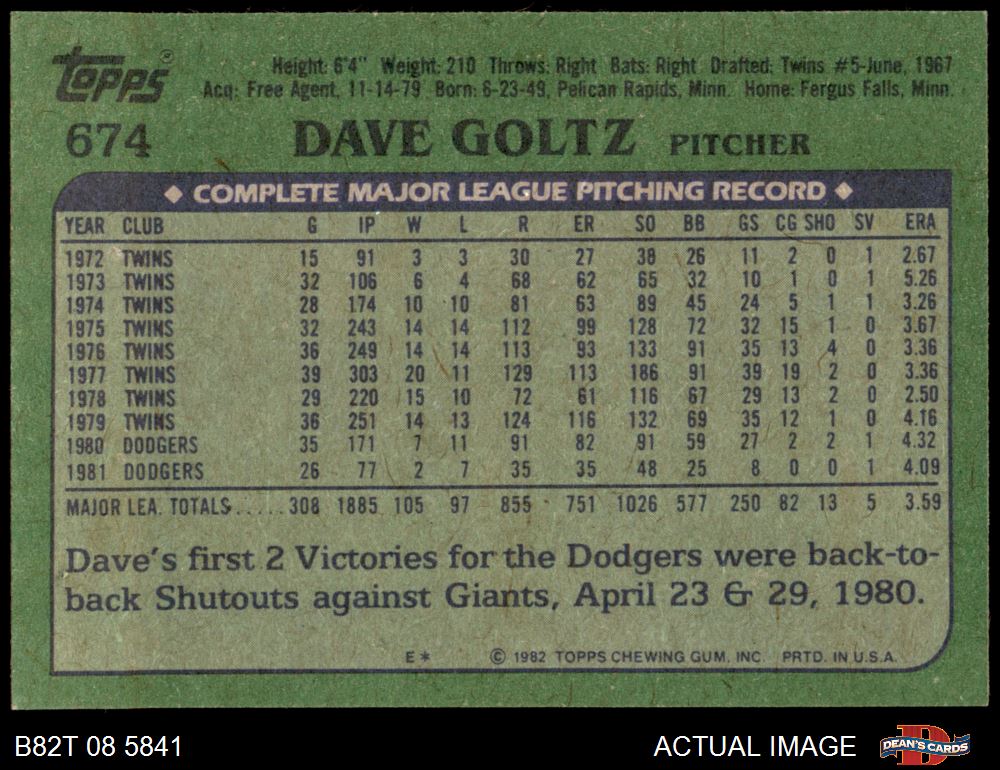 Topps ®
Height: 6'4" Weight: 210 Throws: Right Bats: Right Drafted: Twins #5-June, 1967
Acq: Free Agent, 11-14-79 Born: 6-23-49, Pelican Rapids, Minn. Home: Fergus Falls, Minn.
674 DAVE GOLTZ PITCHER
◆ COMPLETE MAJOR LEAGUE PITCHING RECORD ◆
YEAR CLUB G IP W L R ER SO BB GS CG SHO SV ERA
1972 TWINS 15 91 3 3 30 27 38 26 11 2 0 1 2.67
1973 TWINS 32 106 6 4 68 62 65 32 10 1 0 1 5.26
1974 TWINS 28 174 10 10 81 63 89 45 24 5 1 1 3.26
1975 TWINS 32 243 14 14 112 99 128 72 32 15 1 0 3.67
1976 TWINS 36 249 14 14 113 93 133 91 35 13 4 0 3.36
1977 TWINS 39 303 20 11 129 113 186 91 39 19 2 0 3.36
1978 TWINS 29 220 15 10 72 61 116 67 29 13 2 0 2.50
1979 TWINS 36 251 14 13 124 116 132 69 35 12 1 0 4.16
1980 DODGERS 35 171 7 11 91 82 91 59 27 2 2 1 4.32
1981 DODGERS 26 77 2 7 35 35 48 25 8 0 0 1 4.09
MAJOR LEA. TOTALS..... 308 1885 105 97 855 751 1026 577 250 82 13 5 3.59
Dave's first 2 Victories for the Dodgers were back-to-
back Shutouts against Giants, April 23 & 29, 1980.
E* © 1982 TOPPS CHEWING GUM, INC. PRTD. IN U.S.A.
B82T 08 5841 ACTUAL IMAGE D DEAN'S CARDS